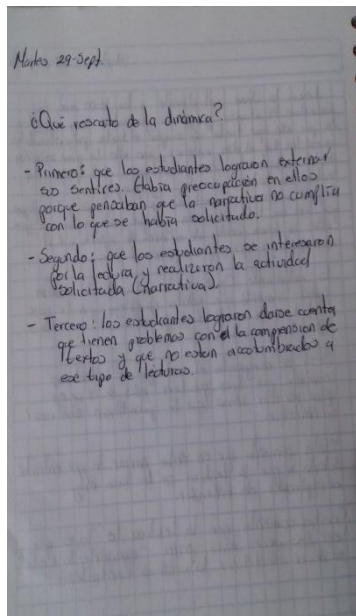 Martes 29-Sept.
¿Qué rescato de la dinámica?
- Primero: que los estudiantes lograron externar
sus sentires. Había preocupación en ellos
porque pensaban que la narrativa no cumplía
con lo que se había solicitado.
- Segundo: que los estudiantes se interesaron
por la lectura, y realizaron la actividad
solicitada (narrativa).
- Tercero: los estudiantes lograron darse cuenta
que tienen problemas con la comprension de
textos y que no estan acostumbrados a
ese tipo de lecturas.